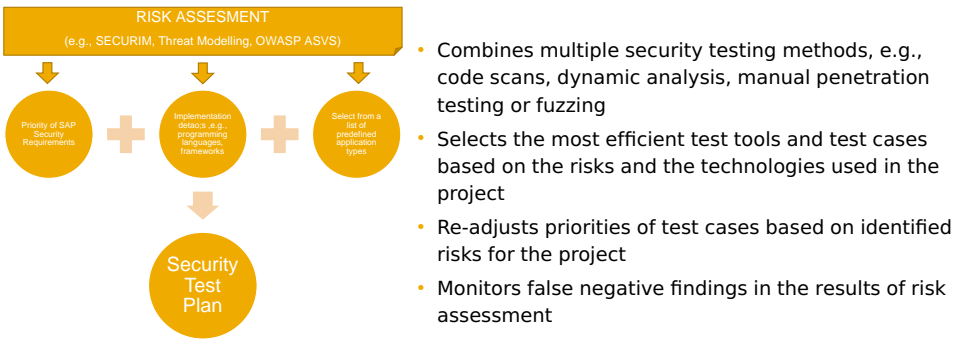 RISK ASSESMENT
(e.g., SECURIM, Threat Modelling, OWASP ASVS)
Priority of SAP
Security
Requirements
Implementation
detao;s ,e.g.,
programming
languages,
frameworks
Select from a
list of
predefined
application
types
Security
Test
Plan
• Combines multiple security testing methods, e.g.,
code scans, dynamic analysis, manual penetration
testing or fuzzing
• Selects the most efficient test tools and test cases
based on the risks and the technologies used in the
project
• Re-adjusts priorities of test cases based on identified
risks for the project
• Monitors false negative findings in the results of risk
assessment